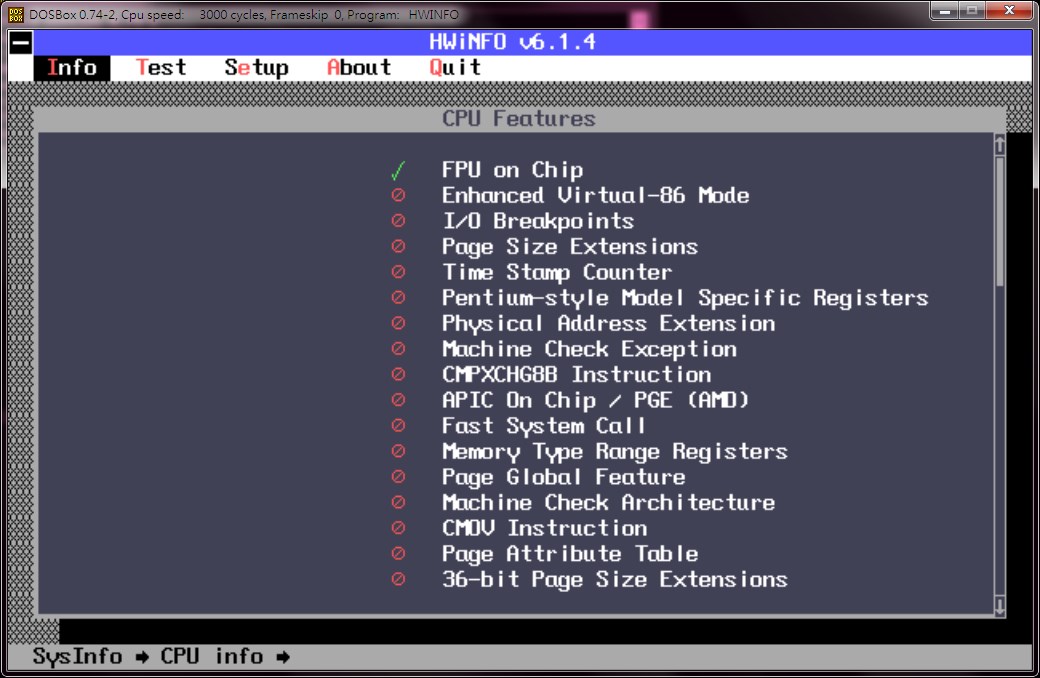 DOSBox 0.74-2, Cpu speed: 3000 cycles, Frameskip 0, Program: HWINFO
HWiNFO v6.1.4
Info Test Setup About Quit
CPU Features
FPU on Chip
Enhanced Virtual-86 Mode
I/O Breakpoints
Page Size Extensions
Time Stamp Counter
Pentium-style Model Specific Registers
Physical Address Extension
Machine Check Exception
CMPXCHG8B Instruction
APIC On Chip / PGE (AMD)
Fast System Call
Memory Type Range Registers
Page Global Feature
Machine Check Architecture
CMOV Instruction
Page Attribute Table
36-bit Page Size Extensions
SysInfo → CPU info →